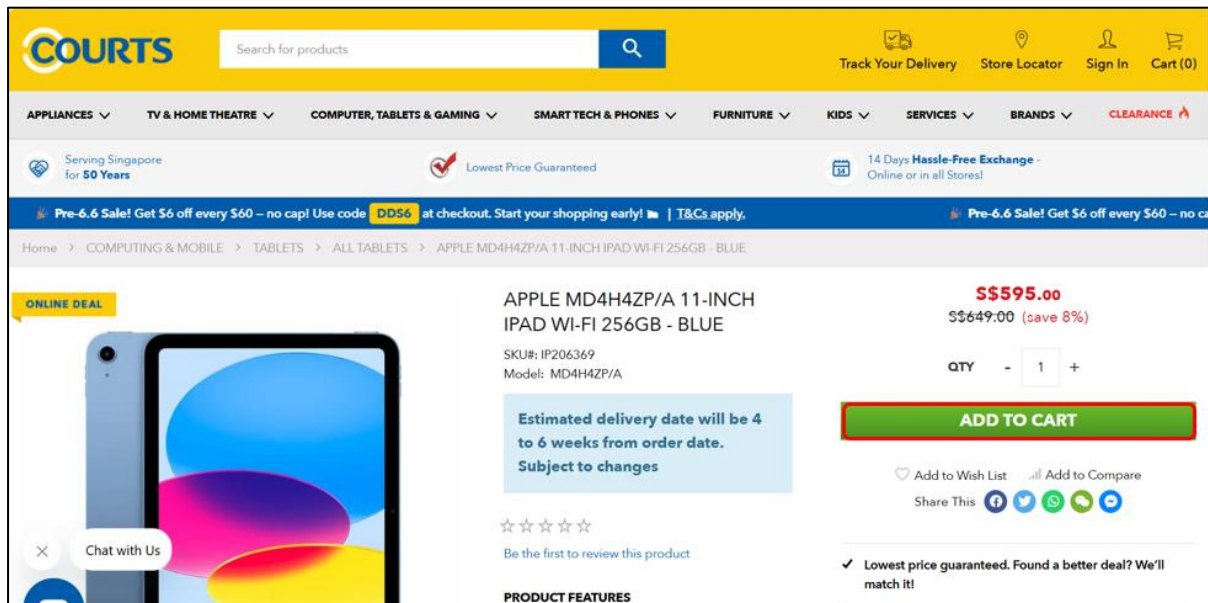 COURTS
Search for products
Track Your Delivery
Store Locator
Sign In
Cart (0)
APPLIANCES
TV & HOME THEATRE
COMPUTER, TABLETS & GAMING
SMART TECH & PHONES
FURNITURE
KIDS
SERVICES
BRANDS
CLEARANCE
Serving Singapore
for 50 Years
Lowest Price Guaranteed
14
14 Days Hassle-Free Exchange -
Online or in all Stores!
Pre-6.6 Sale! Get $6 off every $60 – no cap! Use code DDS6 at checkout. Start your shopping early! | T&Cs apply.
Pre-6.6 Sale! Get $6 off every $60 – no ca
Home > COMPUTING & MOBILE > TABLETS > ALL TABLETS > APPLE MD4H4ZP/A 11-INCH IPAD WI-FI 256GB - BLUE
ONLINE DEAL
APPLE MD4H4ZP/A 11-INCH
IPAD WI-FI 256GB - BLUE
SKU#: IP206369
Model: MD4H4ZP/A
Estimated delivery date will be 4
to 6 weeks from order date.
Subject to changes
Be the first to review this product
PRODUCT FEATURES
S$595.00
S$649.00 (save 8%)
QTY - 1 +
ADD TO CART
Add to Wish List
Add to Compare
Share This
Lowest price guaranteed. Found a better deal? We'll
match it!
Chat with Us